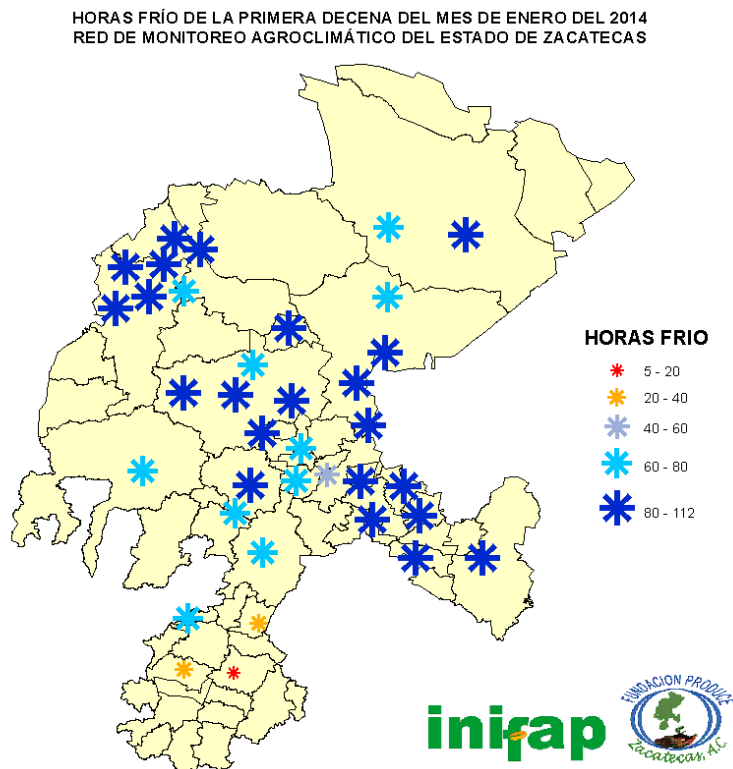 HORAS FRÍO DE LA PRIMERA DECENA DEL MES DE ENERO DEL 2014
RED DE MONITOREO AGROCLIMÁTICO DEL ESTADO DE ZACATECAS
HORAS FRIO
5 - 20
20 - 40
40 - 60
60 - 80
80 - 112
inifap
FUNDACION PRODUCE
Zacatecas, A.C.